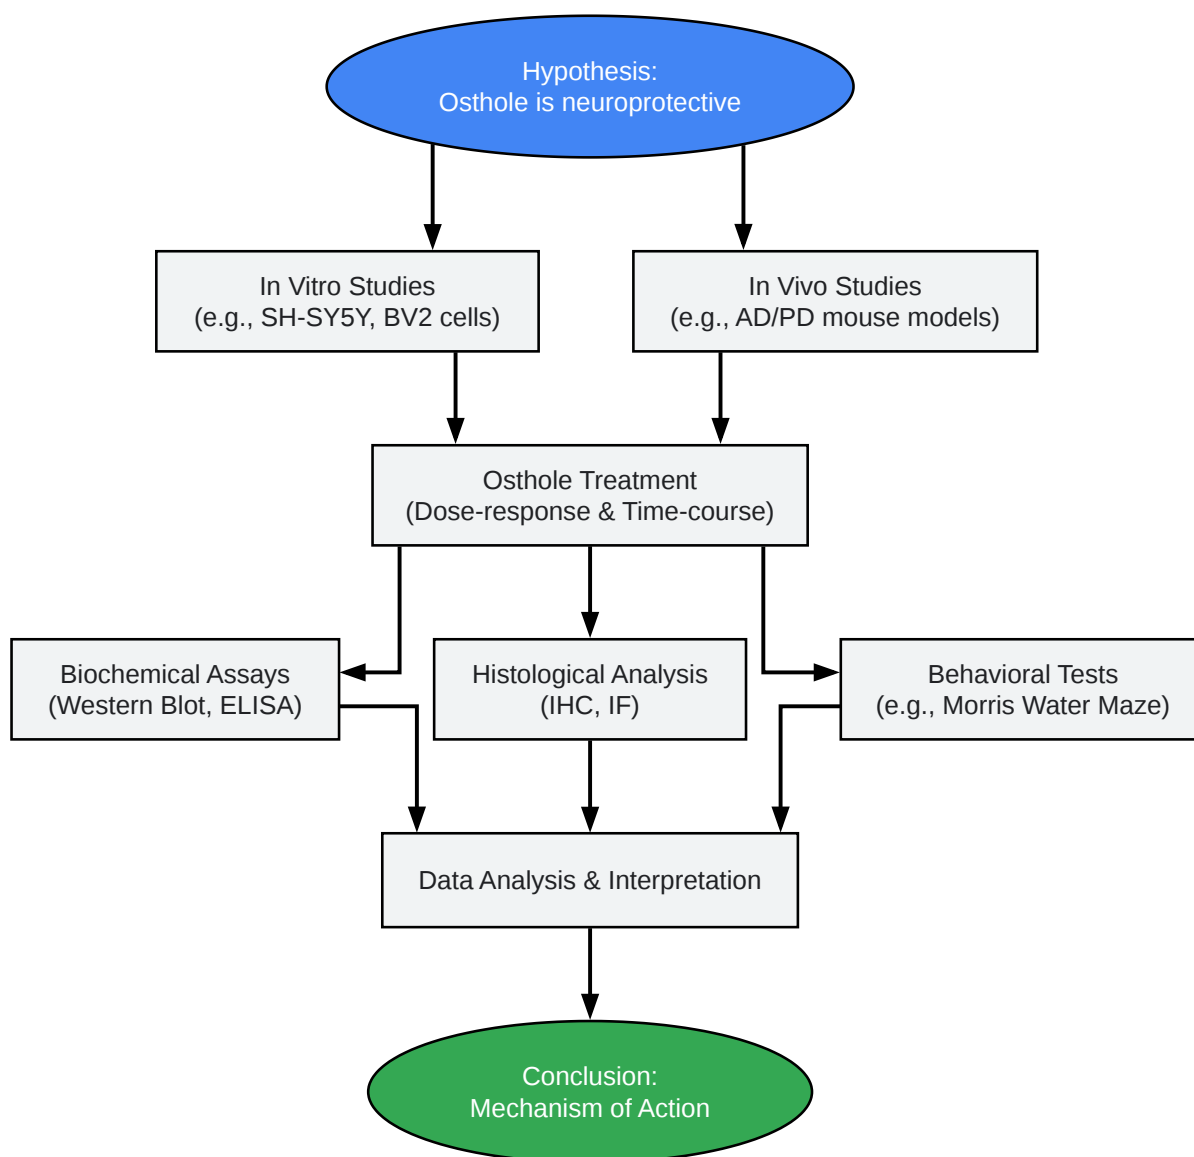 Hypothesis:
Osthole is neuroprotective
In Vitro Studies
(e.g., SH-SY5Y, BV2 cells)
In Vivo Studies
(e.g., AD/PD mouse models)
Osthole Treatment
(Dose-response & Time-course)
Biochemical Assays
(Western Blot, ELISA)
Histological Analysis
(IHC, IF)
Behavioral Tests
(e.g., Morris Water Maze)
Data Analysis & Interpretation
Conclusion:
Mechanism of Action